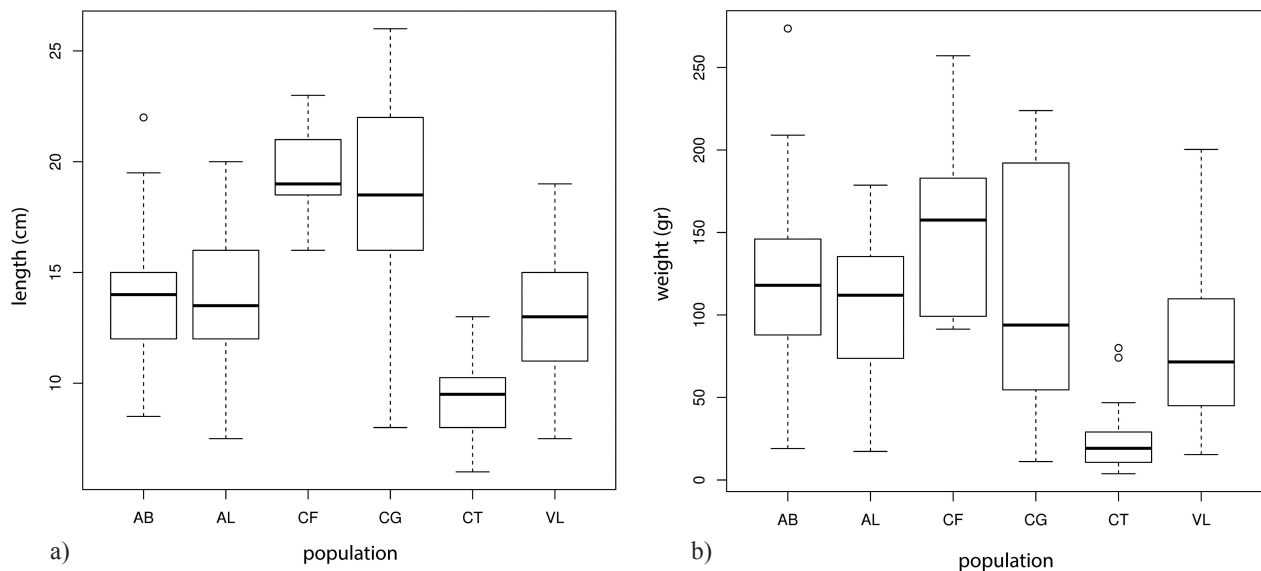 length (cm)
25
20
15
10
AB AL CF CG CT VL
a)
population
weight (gr)
250
200
150
100
50
0
AB AL CF CG CT VL
b)
population